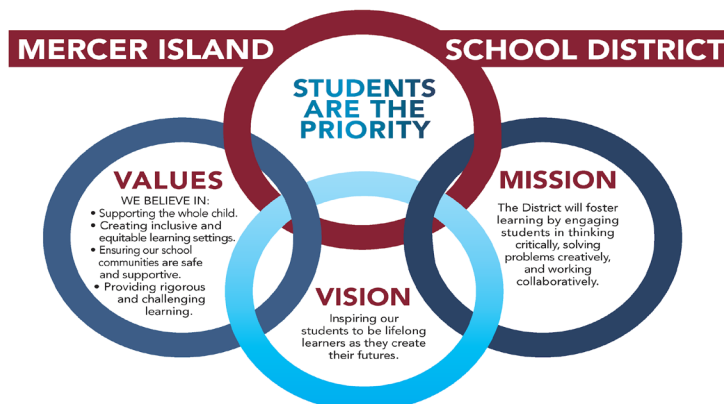 MERCER ISLAND SCHOOL DISTRICT
STUDENTS
ARE THE
PRIORITY
VALUES
WE BELIEVE IN:
• Supporting the whole child.
• Creating inclusive and
equitable learning settings.
• Ensuring our school
communities are safe
and supportive.
• Providing rigorous
and challenging
learning.
VISION
Inspiring our
students to be lifelong
learners as they create
their futures.
MISSION
The District will foster
learning by engaging
students in thinking
critically, solving
problems creatively,
and working
collaboratively.